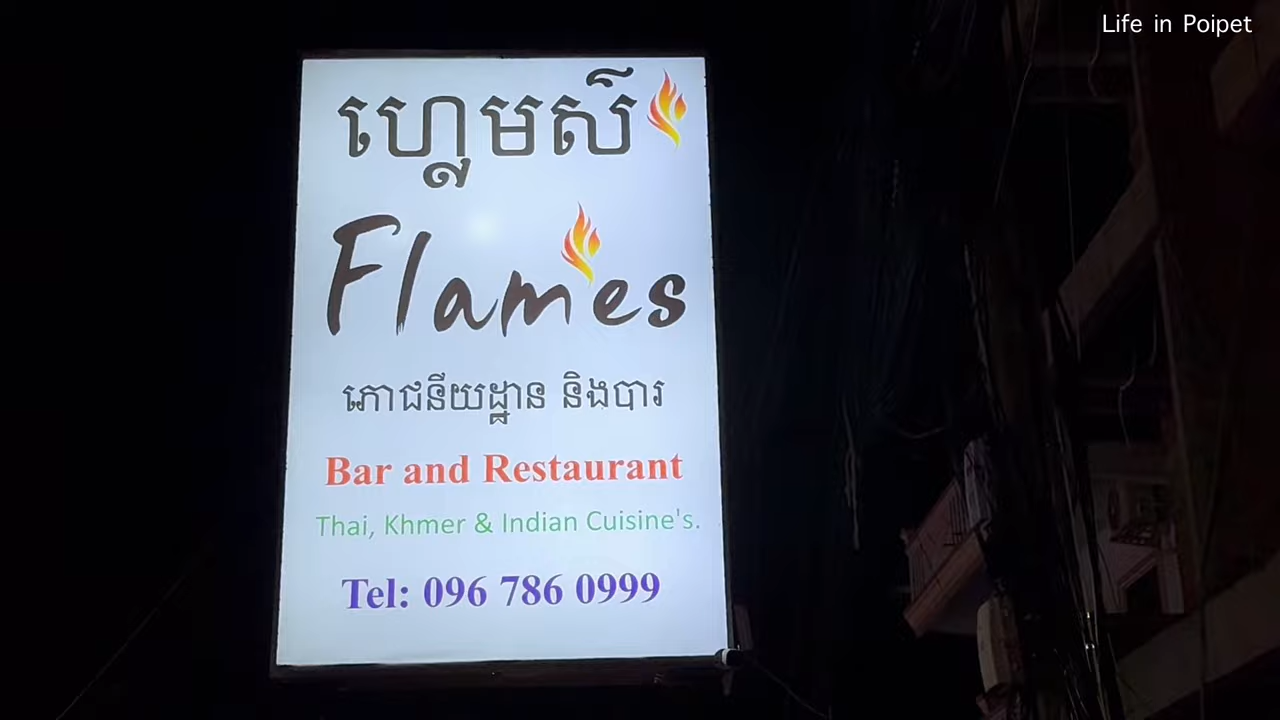 Life in Poipet
ហ្លេមស៍
Flames
ភោជនីយដ្ឋាន និងបារ
Bar and Restaurant
Thai, Khmer & Indian Cuisine's.
Tel: 096 786 0999